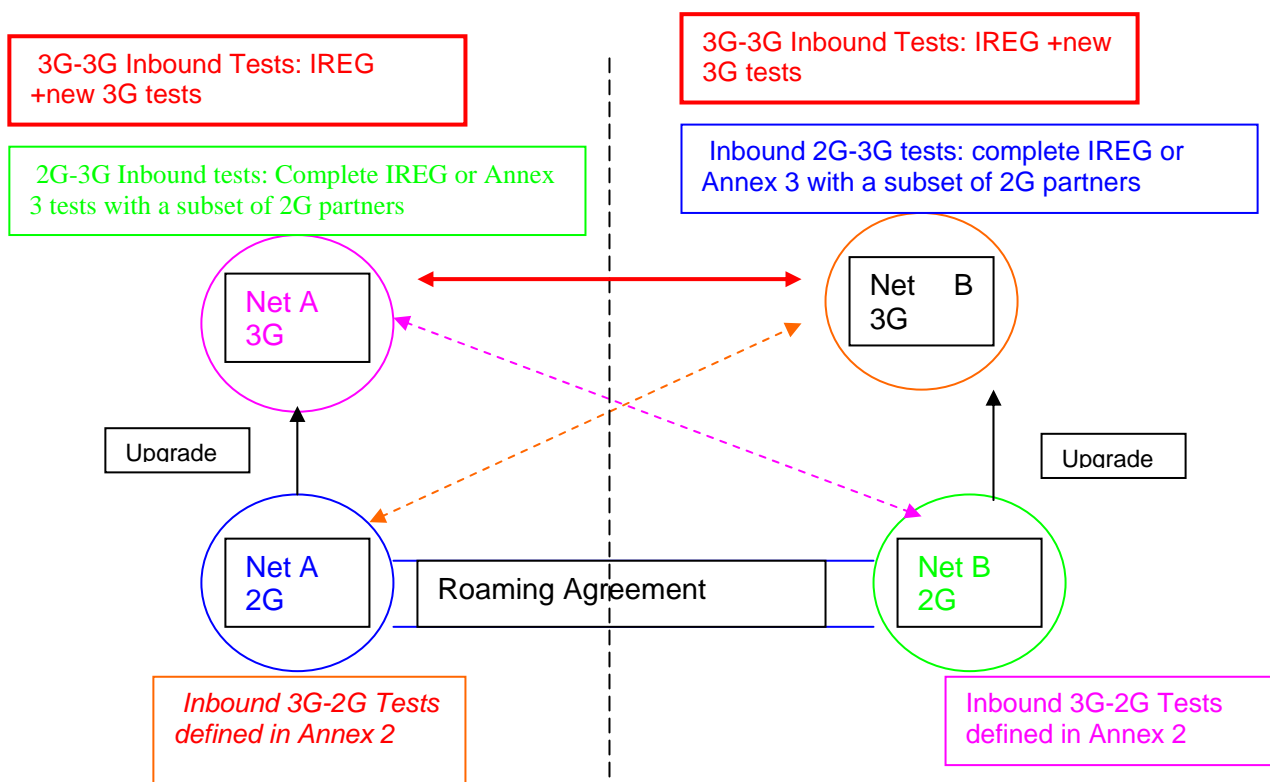 3G-3G Inbound Tests: IREG
+new 3G tests
3G-3G Inbound Tests: IREG +new
3G tests
2G-3G Inbound tests: Complete IREG or Annex
3 tests with a subset of 2G partners
Inbound 2G-3G tests: complete IREG or
Annex 3 with a subset of 2G partners
Net A
3G
Net B
3G
Upgrade
Upgrade
Net A
2G
Roaming Agreement
Net B
2G
Inbound 3G-2G Tests
defined in Annex 2
Inbound 3G-2G Tests
defined in Annex 2